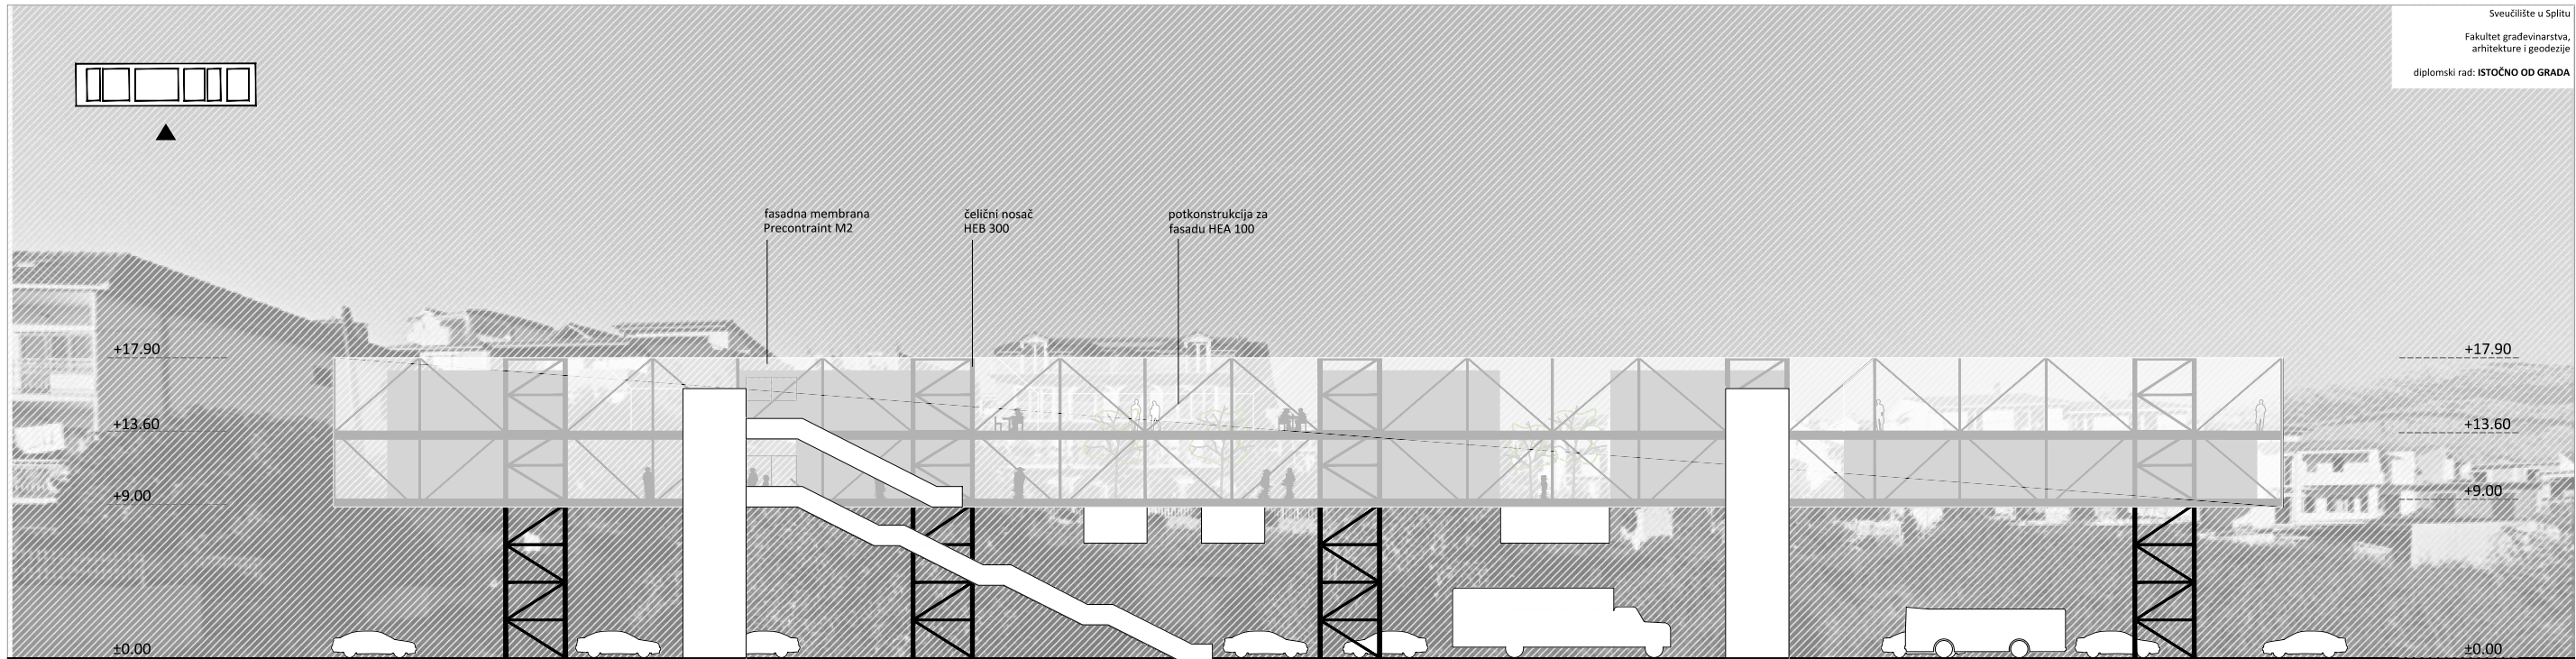 Sveučilište u Splitu
Fakultet građevinarstva,
arhitekture i geodezije
diplomski rad: ISTOČNO OD GRADA
fasadna membrana
Precontraint M2
čelični nosač
HEB 300
potkonstrukcija za
fasadu HEA 100
+17.90
+13.60
+9.00
±0.00
+17.90
+13.60
+9.00
±0.00